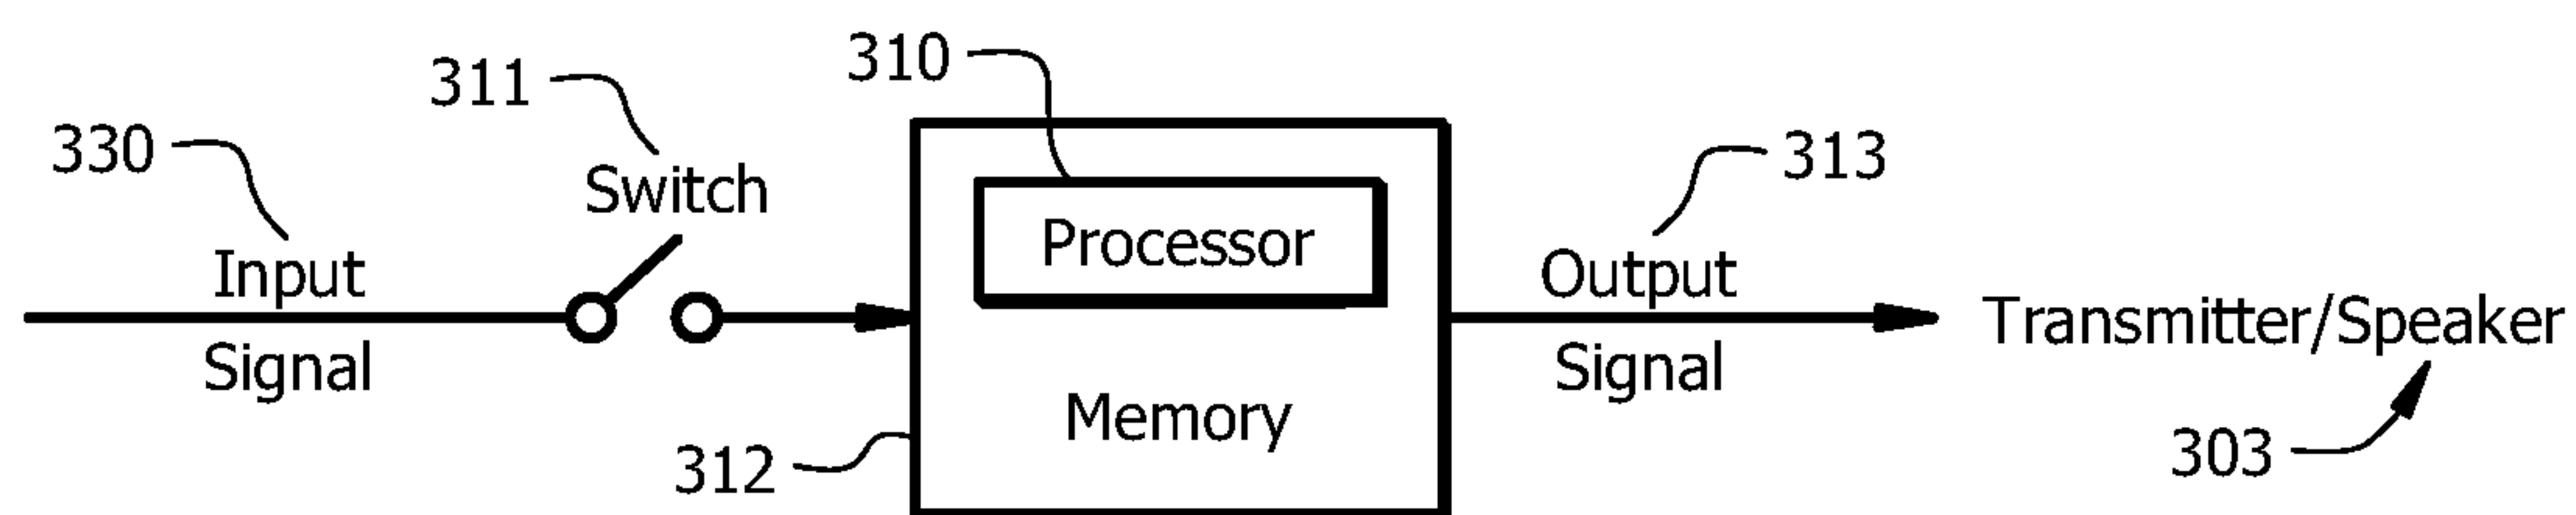 330
Input
Signal
311
Switch
310
Processor
Memory
312
313
Output
Signal
Transmitter/Speaker
303